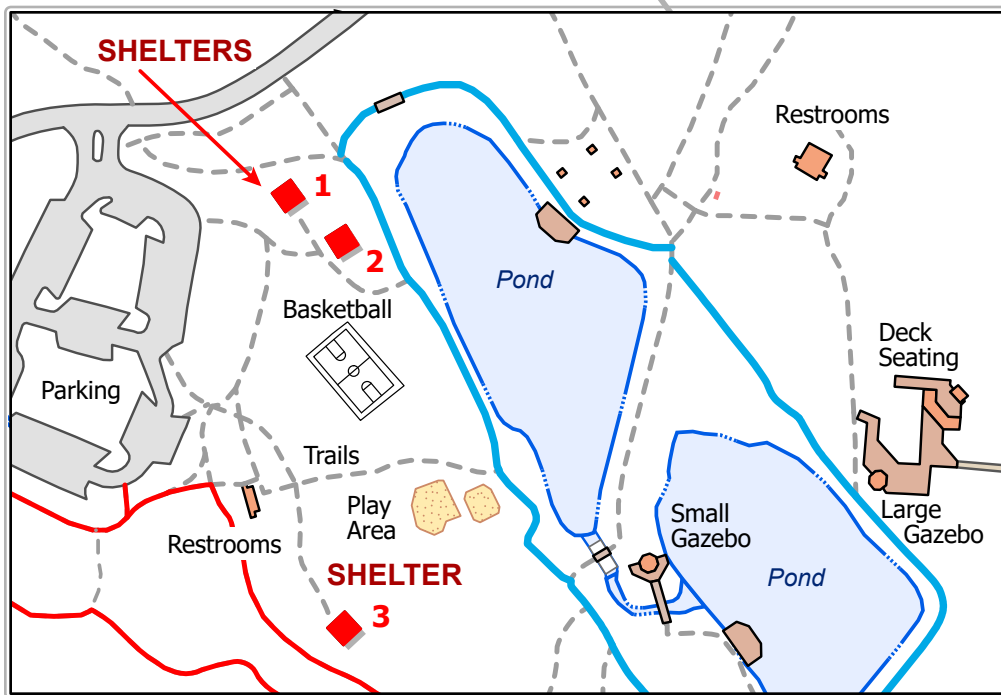 SHELTERS
1
2
Restrooms
Pond
Basketball
Deck
Seating
Parking
Trails
Play
Area
Small
Gazebo
Large
Gazebo
Restrooms
SHELTER
3
Pond